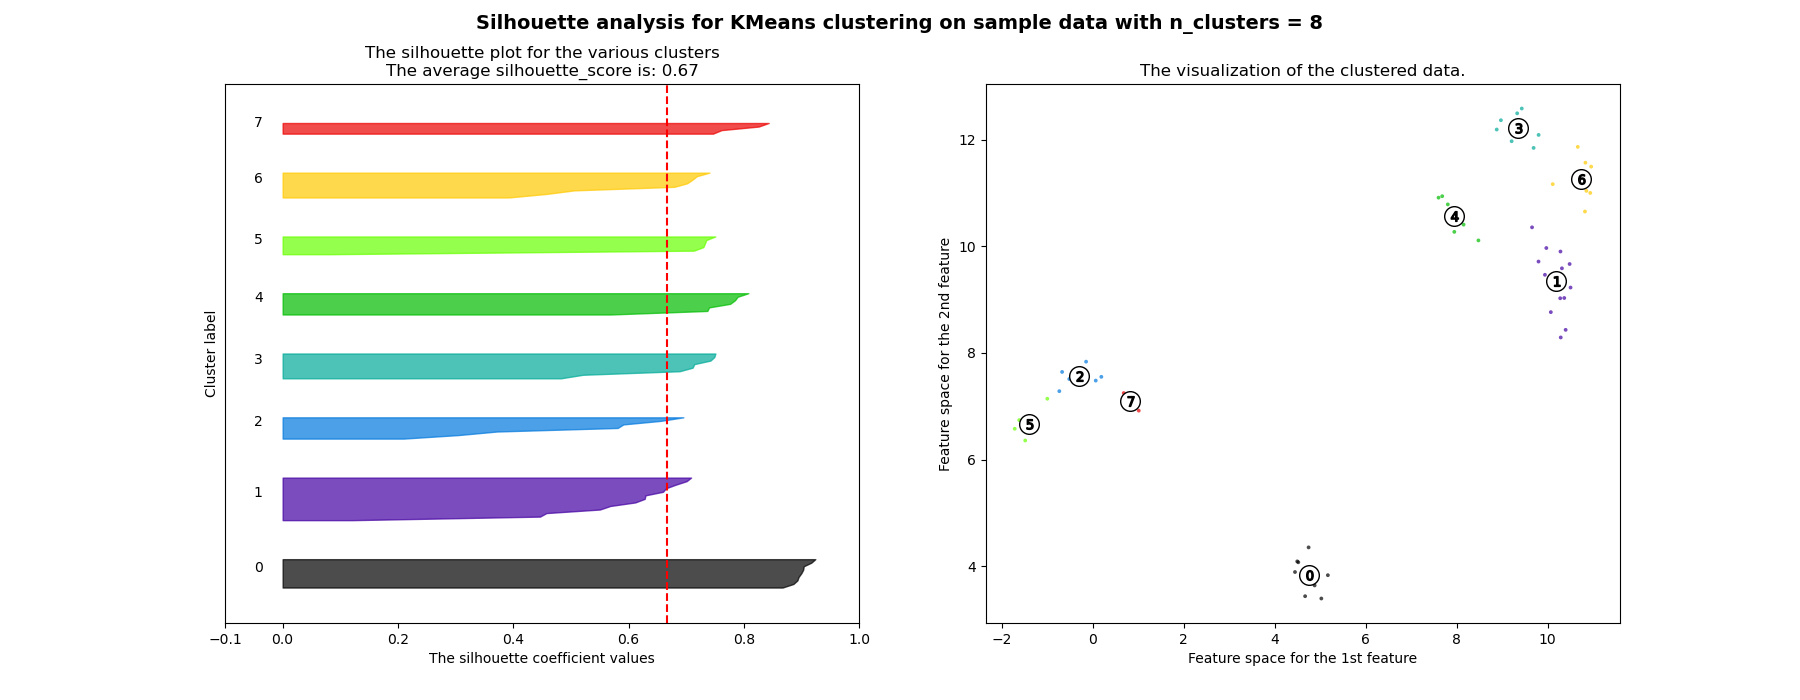 Silhouette analysis for KMeans clustering on sample data with n_clusters = 8
The silhouette plot for the various clusters
The average silhouette_score is: 0.67
7
6
5
4
3
2
1
0
Cluster label
−0.1 0.0 0.2 0.4 0.6 0.8 1.0
The silhouette coefficient values
The visualization of the clustered data.
12
10
8
6
4
Feature space for the 2nd feature
3
6
4
1
2
7
5
0
−2 0 2 4 6 8 10
Feature space for the 1st feature